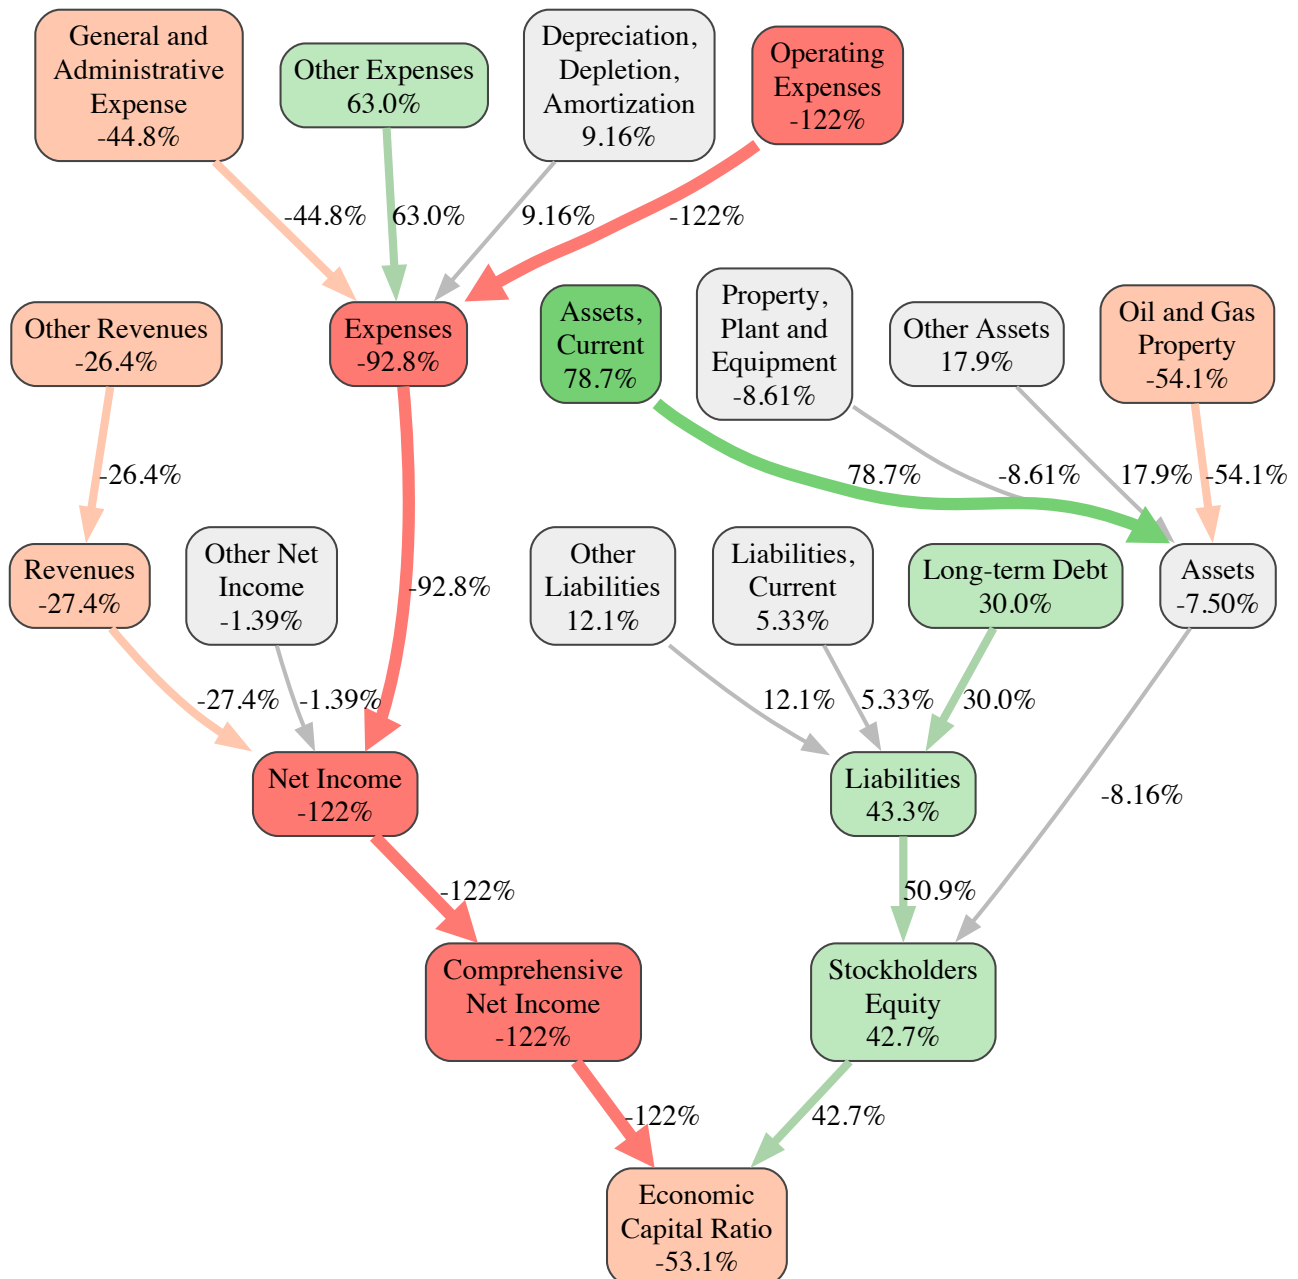 General and
Administrative
Expense
-44.8%
Other Expenses
63.0%
Depreciation,
Depletion,
Amortization
9.16%
Operating
Expenses
-122%
-44.8%
63.0%
9.16%
-122%
Other Revenues
-26.4%
Expenses
-92.8%
Assets,
Current
78.7%
Property,
Plant and
Equipment
-8.61%
Other Assets
17.9%
Oil and Gas
Property
-54.1%
-26.4%
78.7%
-8.61%
17.9%
-54.1%
Revenues
-27.4%
Other Net
Income
-1.39%
-92.8%
Other
Liabilities
12.1%
Liabilities,
Current
5.33%
Long-term Debt
30.0%
Assets
-7.50%
-27.4%
-1.39%
12.1%
5.33%
30.0%
Net Income
-122%
Liabilities
43.3%
-8.16%
-122%
50.9%
Comprehensive
Net Income
-122%
Stockholders
Equity
42.7%
-122%
42.7%
Economic
Capital Ratio
-53.1%